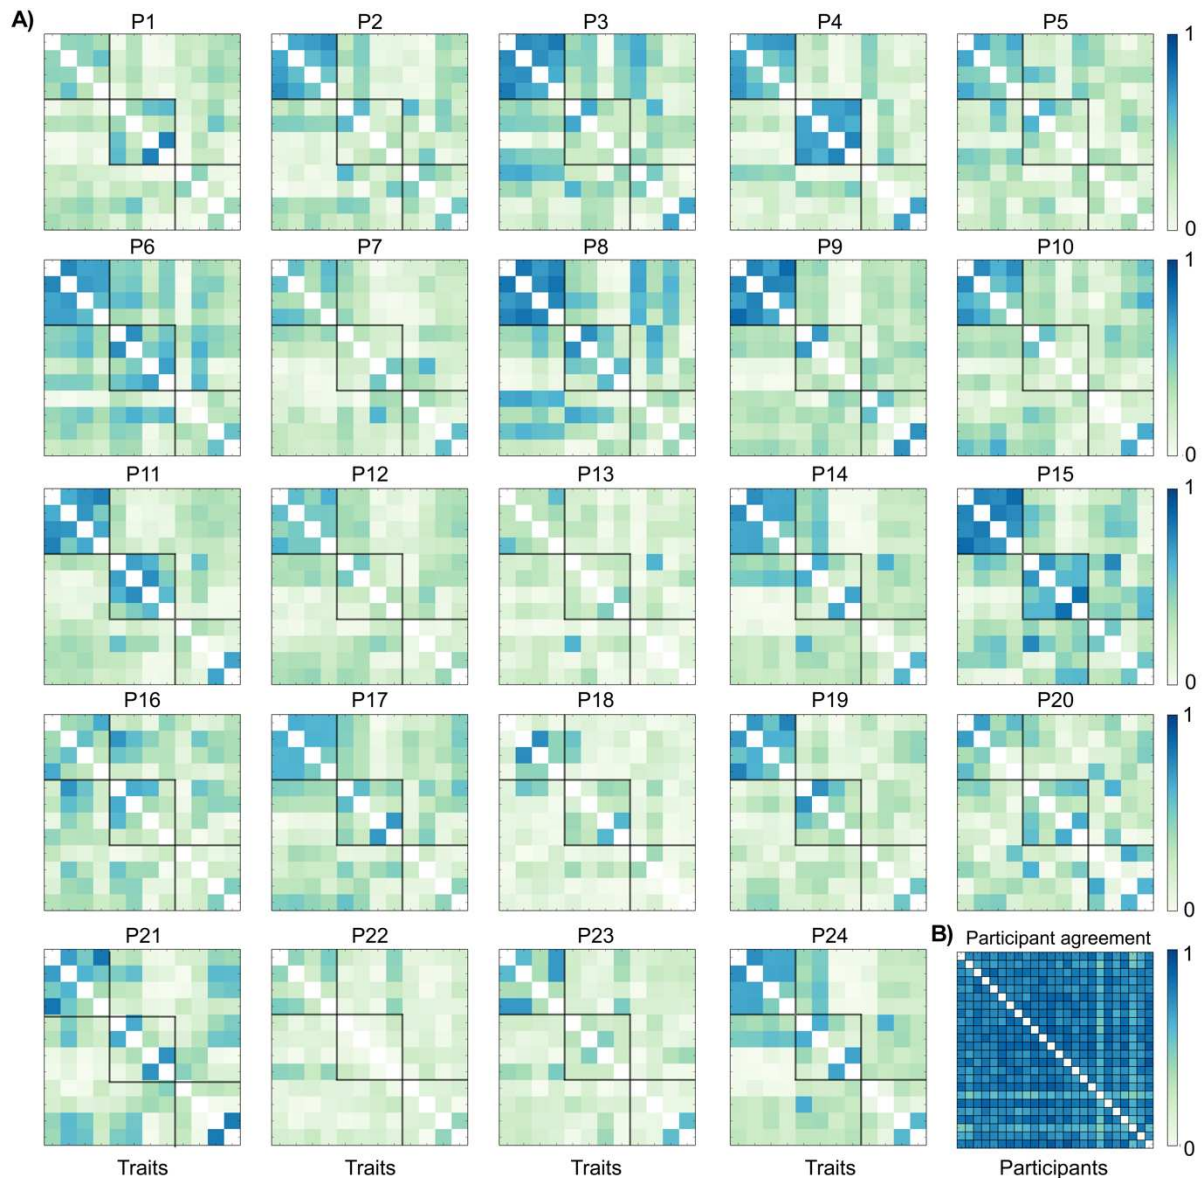 A) P1 P2 P3 P4 P5
1
0
P6 P7 P8 P9 P10
1
0
P11 P12 P13 P14 P15
1
0
P16 P17 P18 P19 P20
1
0
P21 P22 P23 P24 B) Participant agreement
1
0
Traits Traits Traits Traits Participants